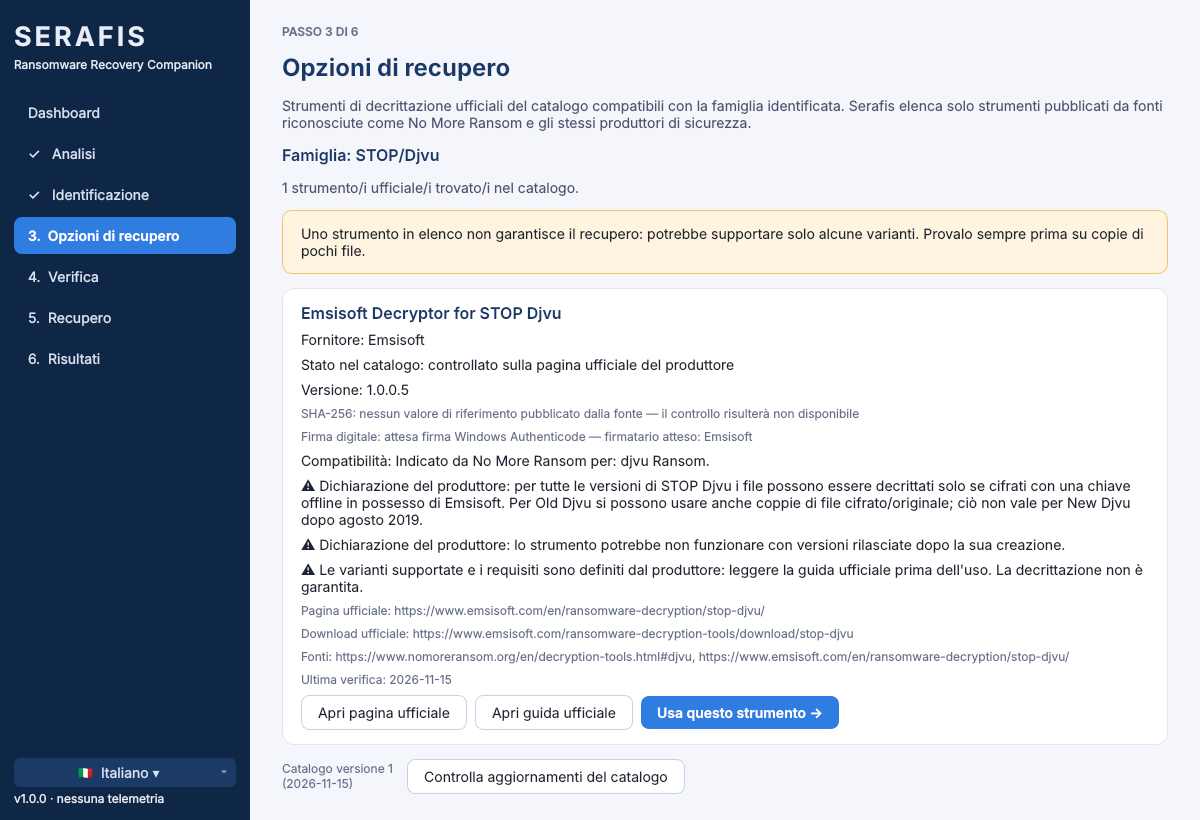 SERAFIS
Ransomware Recovery Companion
Dashboard
✓ Analisi
✓ Identificazione
3. Opzioni di recupero
4. Verifica
5. Recupero
6. Risultati
Italiano ▾
v1.0.0 · nessuna telemetria
PASSO 3 DI 6
Opzioni di recupero
Strumenti di decrittazione ufficiali del catalogo compatibili con la famiglia identificata. Serafis elenca solo strumenti pubblicati da fonti
riconosciute come No More Ransom e gli stessi produttori di sicurezza.
Famiglia: STOP/Djvu
1 strumento/i ufficiale/i trovato/i nel catalogo.
Uno strumento in elenco non garantisce il recupero: potrebbe supportare solo alcune varianti. Provalo sempre prima su copie di
pochi file.
Emsisoft Decryptor for STOP Djvu
Fornitore: Emsisoft
Stato nel catalogo: controllato sulla pagina ufficiale del produttore
Versione: 1.0.0.5
SHA-256: nessun valore di riferimento pubblicato dalla fonte — il controllo risulterà non disponibile
Firma digitale: attesa firma Windows Authenticode — firmatario atteso: Emsisoft
Compatibilità: Indicato da No More Ransom per: djvu Ransom.
⚠ Dichiarazione del produttore: per tutte le versioni di STOP Djvu i file possono essere decrittati solo se cifrati con una chiave
offline in possesso di Emsisoft. Per Old Djvu si possono usare anche coppie di file cifrato/originale; ciò non vale per New Djvu
dopo agosto 2019.
⚠ Dichiarazione del produttore: lo strumento potrebbe non funzionare con versioni rilasciate dopo la sua creazione.
⚠ Le varianti supportate e i requisiti sono definiti dal produttore: leggere la guida ufficiale prima dell'uso. La decrittazione non è
garantita.
Pagina ufficiale: https://www.emsisoft.com/en/ransomware-decryption/stop-djvu/
Download ufficiale: https://www.emsisoft.com/ransomware-decryption-tools/download/stop-djvu
Fonti: https://www.nomoreransom.org/en/decryption-tools.html#djvu, https://www.emsisoft.com/en/ransomware-decryption/stop-djvu/
Ultima verifica: 2026-11-15
Apri pagina ufficiale
Apri guida ufficiale
Usa questo strumento →
Catalogo versione 1
(2026-11-15)
Controlla aggiornamenti del catalogo